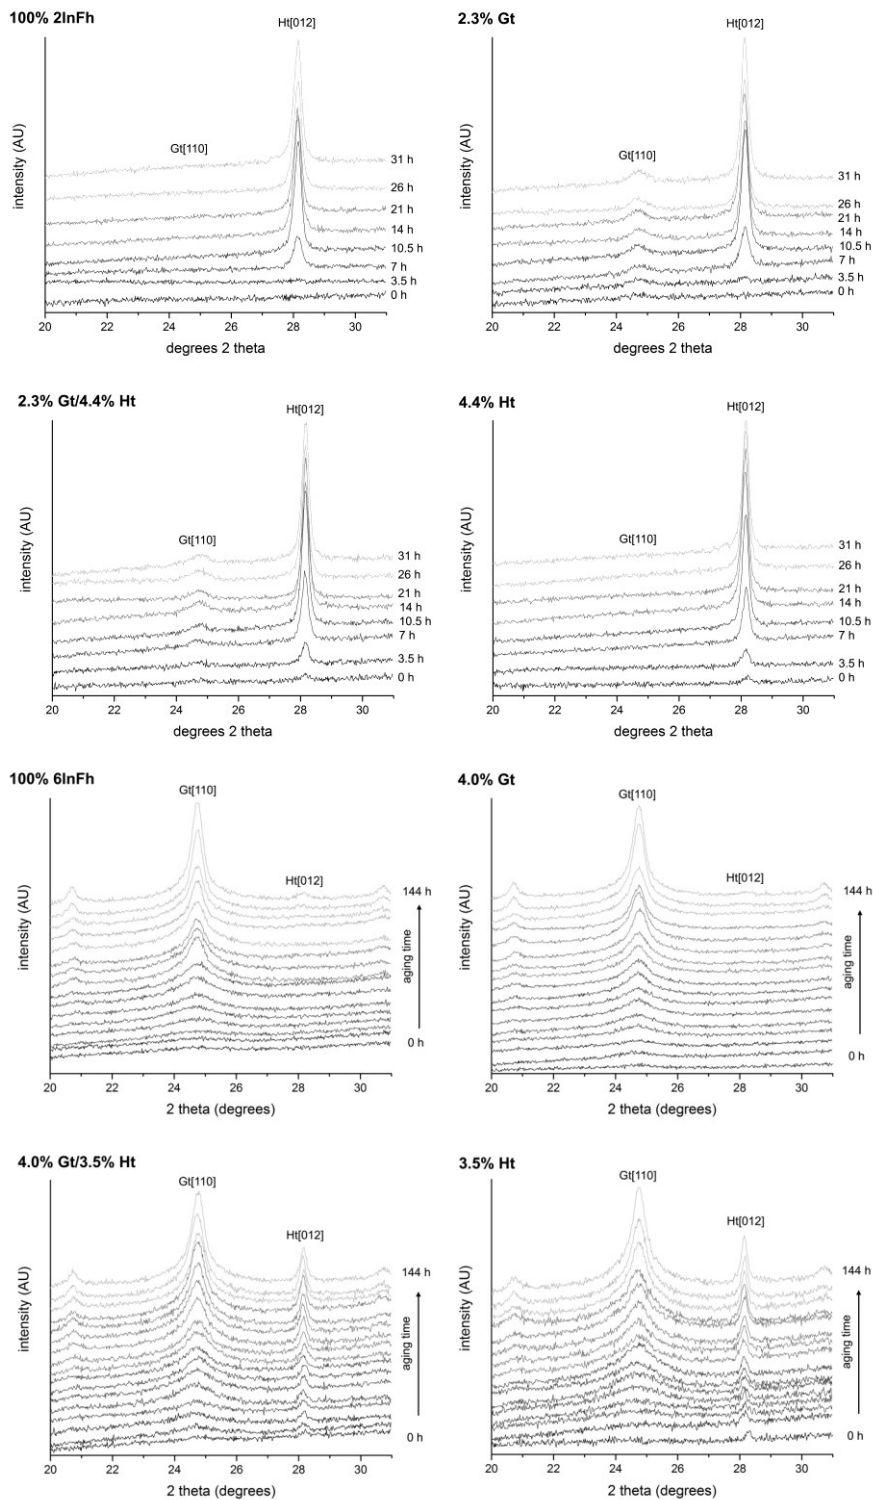 100% 2InFh
Ht[012]
Gt[110]
intensity (AU)
31 h
26 h
21 h
14 h
10.5 h
7 h
3.5 h
0 h
20 22 24 26 28 30
degrees 2 theta
2.3% Gt
Ht[012]
Gt[110]
intensity (AU)
31 h
26 h
21 h
14 h
10.5 h
7 h
3.5 h
0 h
20 22 24 26 28 30
degrees 2 theta
2.3% Gt/4.4% Ht
Ht[012]
Gt[110]
intensity (AU)
31 h
26 h
21 h
14 h
10.5 h
7 h
3.5 h
0 h
20 22 24 26 28 30
degrees 2 theta
4.4% Ht
Ht[012]
Gt[110]
intensity (AU)
31 h
26 h
21 h
14 h
10.5 h
7 h
3.5 h
0 h
20 22 24 26 28 30
degrees 2 theta
100% 6InFh
Gt[110]
Ht[012]
intensity (AU)
144 h
aging time
0 h
20 22 24 26 28 30
2 theta (degrees)
4.0% Gt
Gt[110]
Ht[012]
intensity (AU)
144 h
aging time
0 h
20 22 24 26 28 30
2 theta (degrees)
4.0% Gt/3.5% Ht
Gt[110]
Ht[012]
intensity (AU)
144 h
aging time
0 h
20 22 24 26 28 30
2 theta (degrees)
3.5% Ht
Gt[110]
Ht[012]
intensity (AU)
144 h
aging time
0 h
20 22 24 26 28 30
2 theta (degrees)